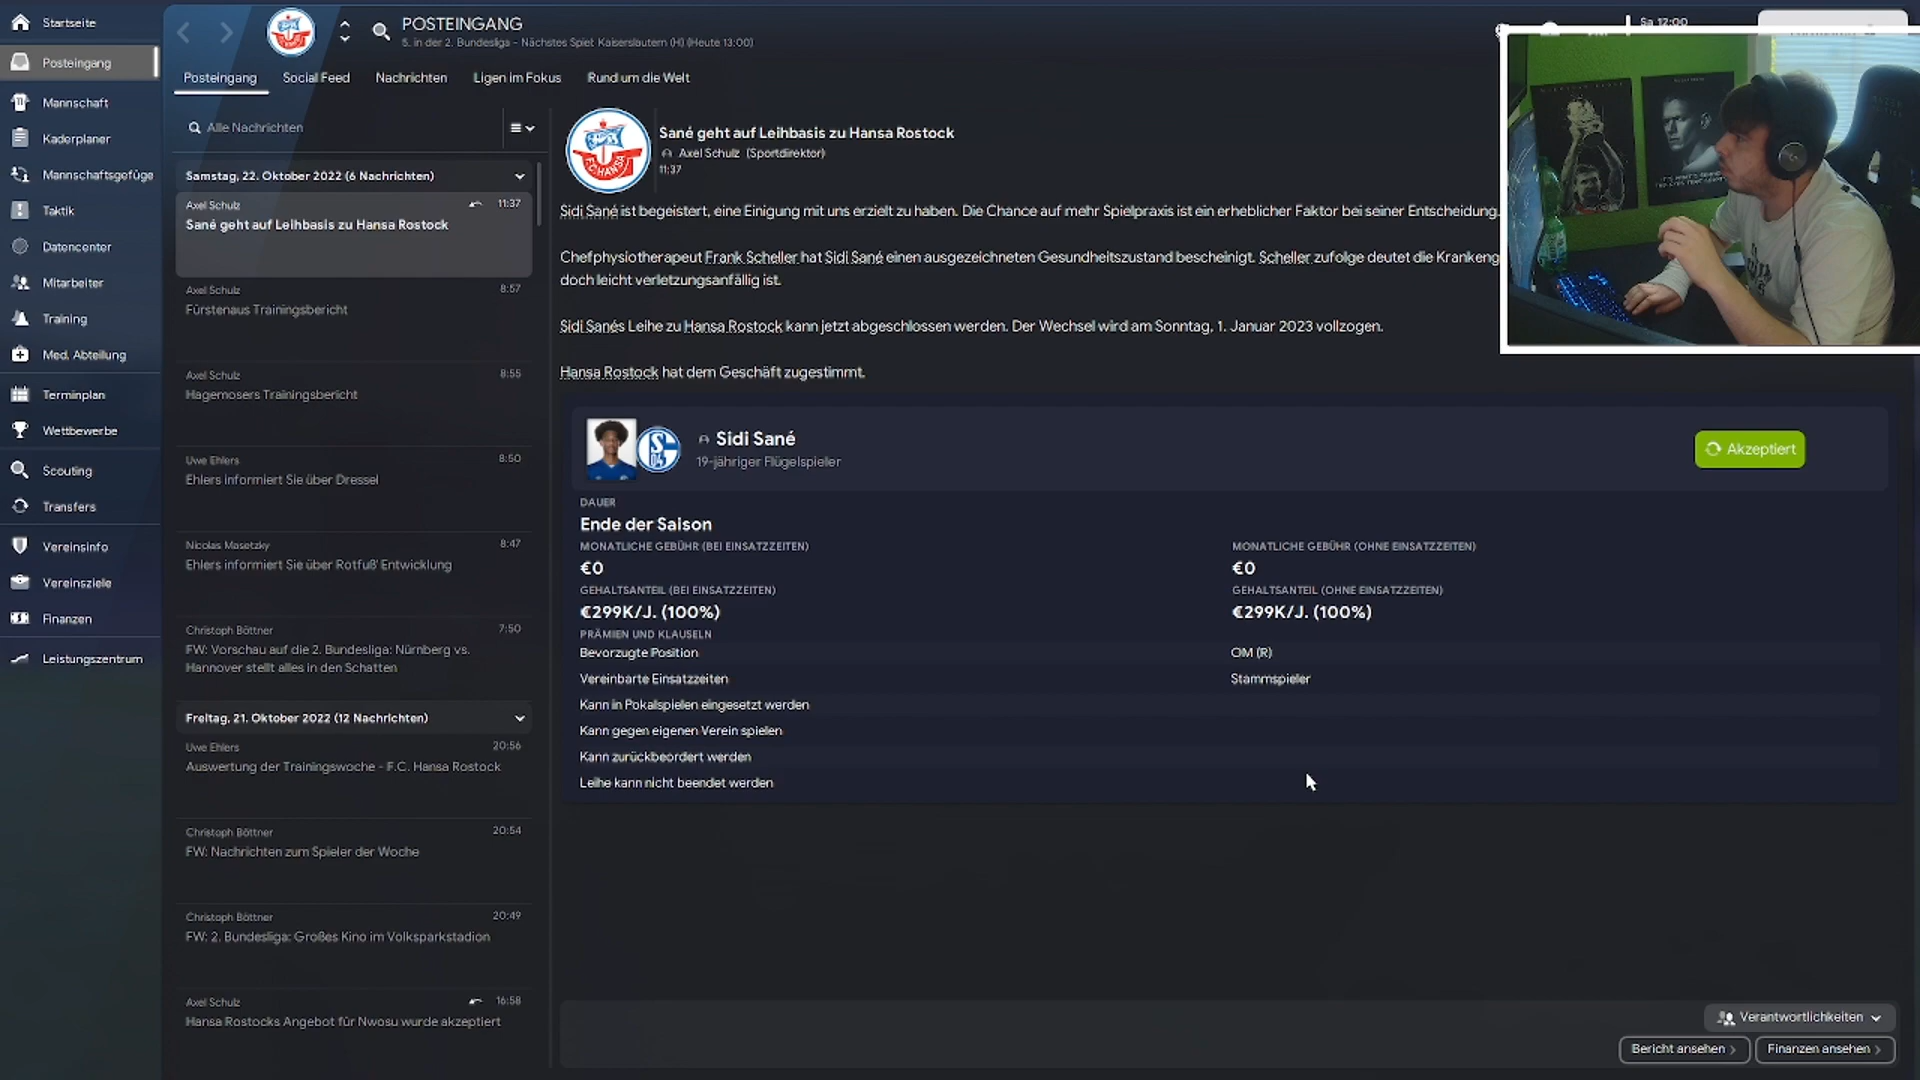 Startseite
Posteingang
Mannschaft
Kaderplaner
Mannschaftsgefüge
Taktik
Datencenter
Mitarbeiter
Training
Med. Abteilung
Terminplan
Wettbewerbe
Scouting
Transfers
Vereinsinfo
Vereinsziele
Finanzen
Leistungszentrum
POSTEINGANG
5. in der 2. Bundesliga - Nächstes Spiel: Kaiserslautern (H) (Heute 13:00)
Sa 12:00
Posteingang Social Feed Nachrichten Ligen im Fokus Rund um die Welt
Alle Nachrichten
Samstag, 22. Oktober 2022 (6 Nachrichten)
Axel Schulz 11:37
Sané geht auf Leihbasis zu Hansa Rostock
Axel Schulz 8:57
Fürstenaus Trainingsbericht
Axel Schulz 8:55
Hagemosers Trainingsbericht
Uwe Ehlers 8:50
Ehlers informiert Sie über Dressel
Nicolas Masetzky 8:47
Ehlers informiert Sie über Rotfuß' Entwicklung
Christoph Böttner 7:50
FW: Vorschau auf die 2. Bundesliga: Nürnberg vs.
Hannover stellt alles in den Schatten
Freitag, 21. Oktober 2022 (12 Nachrichten)
Uwe Ehlers 20:56
Auswertung der Trainingswoche - F.C. Hansa Rostock
Christoph Böttner 20:54
FW: Nachrichten zum Spieler der Woche
Christoph Böttner 20:49
FW: 2. Bundesliga: Großes Kino im Volksparkstadion
Axel Schulz 16:58
Hansa Rostocks Angebot für Nwosu wurde akzeptiert
F.C. HANSA
Sané geht auf Leihbasis zu Hansa Rostock
Axel Schulz (Sportdirektor)
11:37
Sidi Sané ist begeistert, eine Einigung mit uns erzielt zu haben. Die Chance auf mehr Spielpraxis ist ein erheblicher Faktor bei seiner Entscheidung.
Chefphysiotherapeut Frank Scheller hat Sidi Sané einen ausgezeichneten Gesundheitszustand bescheinigt. Scheller zufolge deutet die Krankeng
doch leicht verletzungsanfällig ist.
Sidi Sanés Leihe zu Hansa Rostock kann jetzt abgeschlossen werden. Der Wechsel wird am Sonntag, 1. Januar 2023 vollzogen.
Hansa Rostock hat dem Geschäft zugestimmt.
Sidi Sané
19-jähriger Flügelspieler
Akzeptiert
DAUER
Ende der Saison
MONATLICHE GEBÜHR (BEI EINSATZZEITEN) MONATLICHE GEBÜHR (OHNE EINSATZZEITEN)
€0 €0
GEHALTSANTEIL (BEI EINSATZZEITEN) GEHALTSANTEIL (OHNE EINSATZZEITEN)
€299K/J. (100%) €299K/J. (100%)
PRÄMIEN UND KLAUSELN
Bevorzugte Position OM (R)
Vereinbarte Einsatzzeiten Stammspieler
Kann in Pokalspielen eingesetzt werden
Kann gegen eigenen Verein spielen
Kann zurückbeordert werden
Leihe kann nicht beendet werden
Verantwortlichkeiten
Bericht ansehen Finanzen ansehen